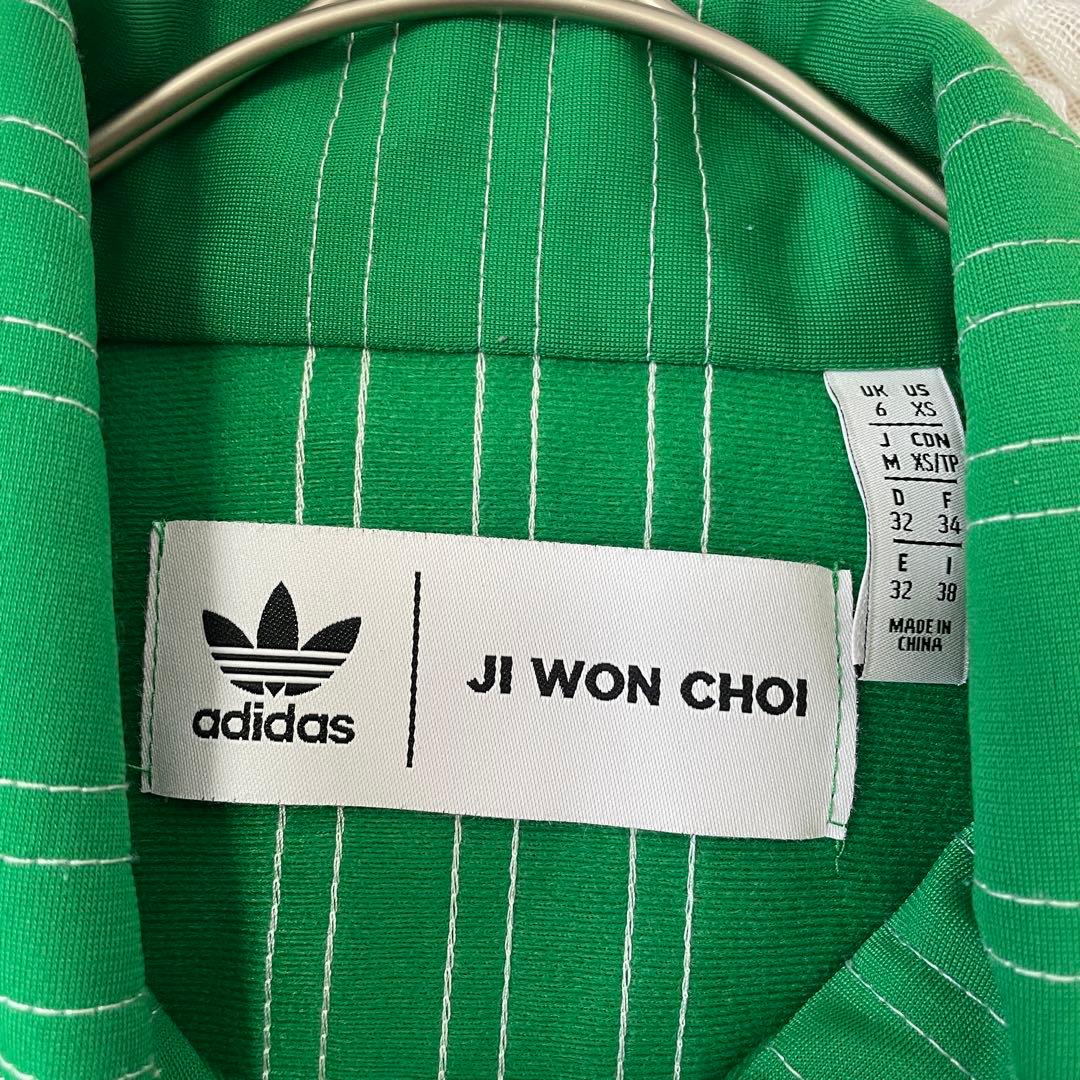 adidas
JI WON CHOI
UK US
6 XS
J CDN
M XS/TP
D F
32 34
E I
32 38
MADE IN
CHINA